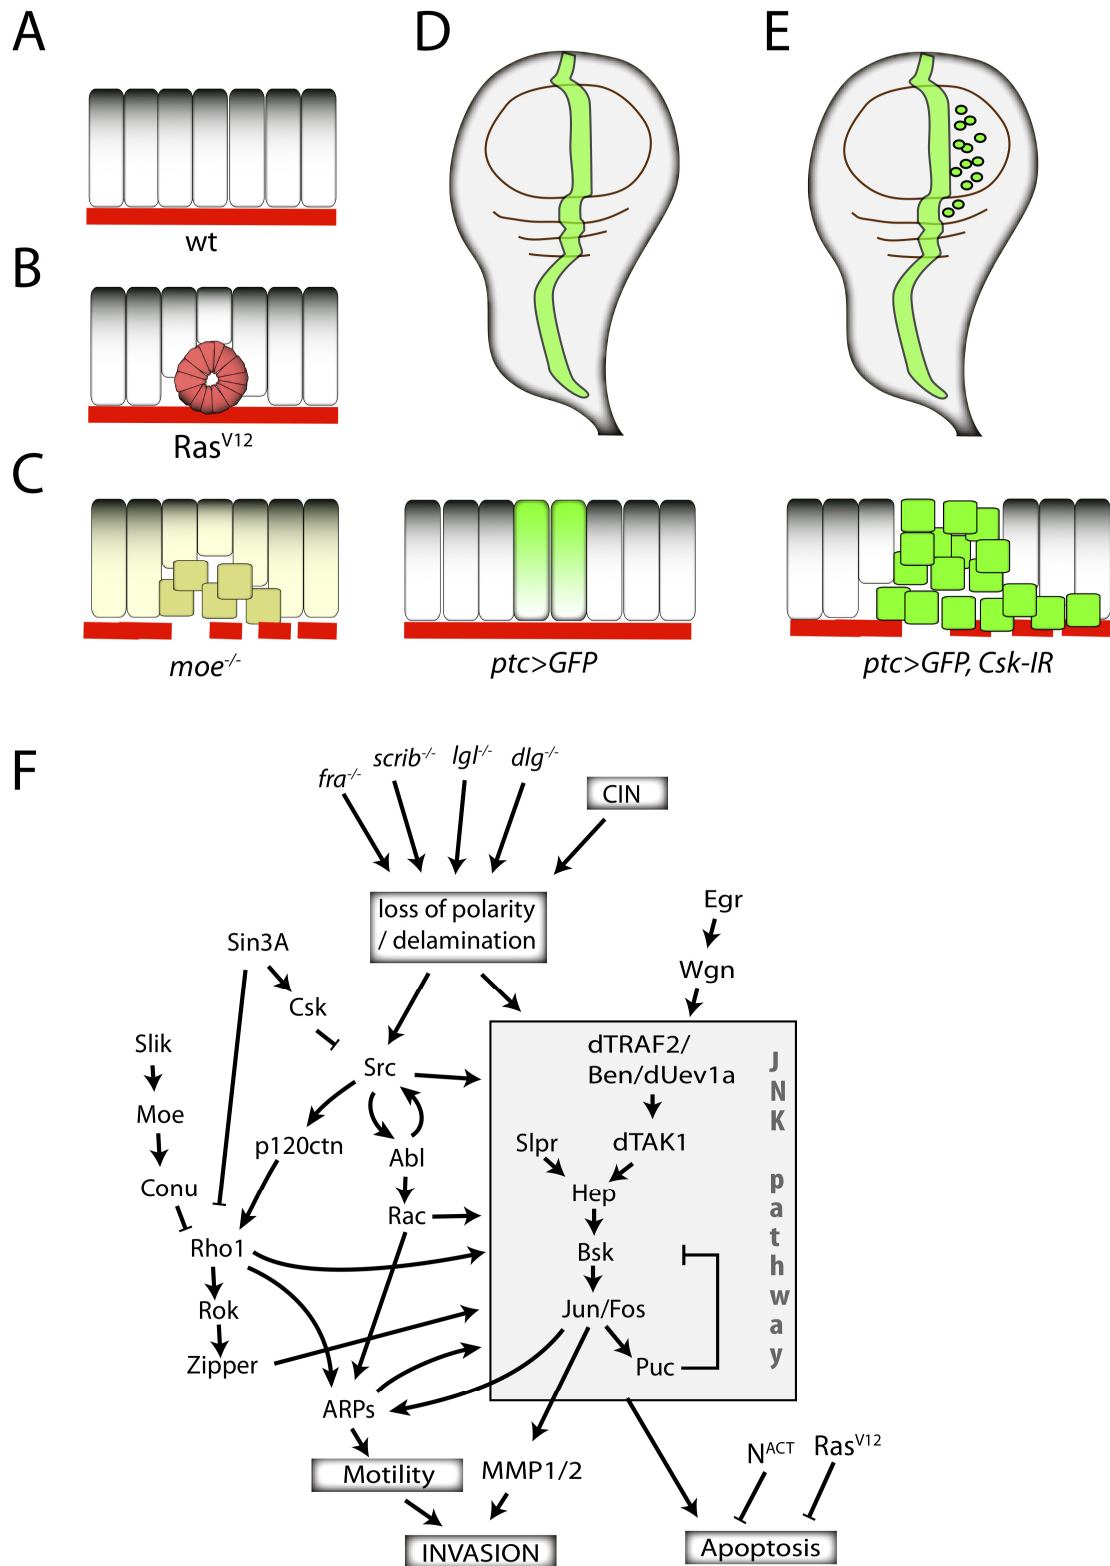 A
D
E
wt
B
Ras^V12
C
moe^-/-
ptc>GFP
ptc>GFP, Csk-IR
F
fra^-/-
scrib^-/-
lgl^-/-
dlg^-/-
CIN
loss of polarity
/ delamination
Egr
Wgn
Sin3A
Csk
Slik
Src
Moe
p120ctn
Abl
Conu
Rac
Rho1
Rok
Zipper
ARPs
dTRAF2/
Ben/dUev1a
Slpr
dTAK1
Hep
Bsk
Jun/Fos
Puc
JNK pathway
Motility
MMP1/2
N^ACT
Ras^V12
INVASION
Apoptosis